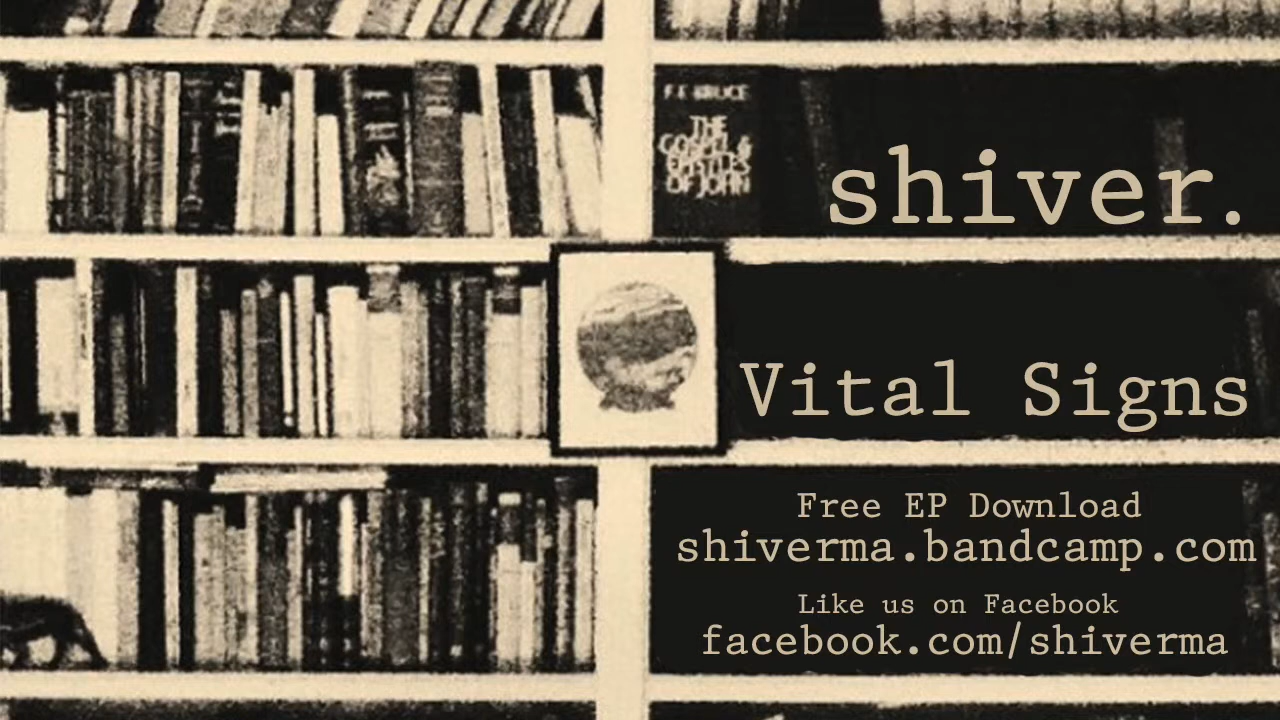 F.F. BRUCE
THE
GOSPEL &
EPISTLES
OF JOHN
shiver.
Vital Signs
Free EP Download
shiverma.bandcamp.com
Like us on Facebook
facebook.com/shiverma